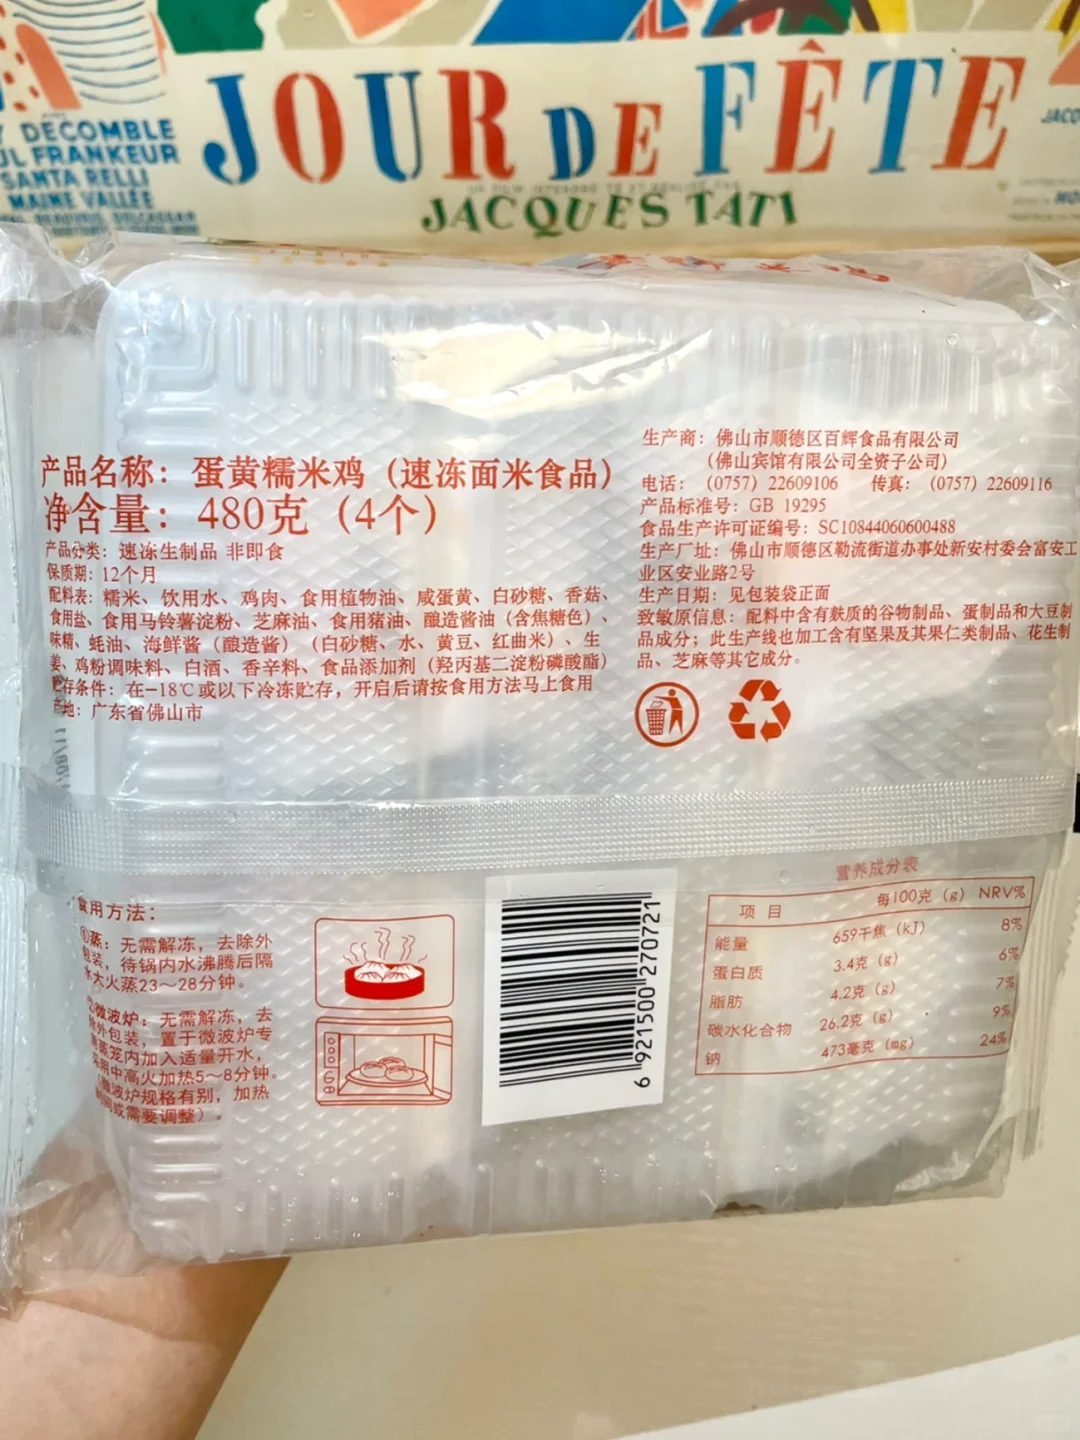 DECOMBLE
FRANKEUR
SANTA RELLI
MAINE VALLÉE
JOUR DE FÊTE
JACQUES TATI
产品名称：蛋黄糯米鸡（速冻面米食品）
净含量：480克（4个）
产品分类：速冻生制品 非即食
保质期：12个月
配料表：糯米、饮用水、鸡肉、食用植物油、咸蛋黄、白砂糖、香菇、
食用盐、食用马铃薯淀粉、芝麻油、食用猪油、酿造酱油（含焦糖色）、
味精、蚝油、海鲜酱（酿造酱）（白砂糖、水、黄豆、红曲米）、生
姜、鸡粉调味料、白酒、香辛料、食品添加剂（羟丙基二淀粉磷酸酯）
贮存条件：在-18℃或以下冷冻贮存，开启后请按食用方法马上食用
产地：广东省佛山市
生产商：佛山市顺德区百辉食品有限公司
（佛山宾馆有限公司全资子公司）
电话：（0757）22609106 传真：（0757）22609116
产品标准号：GB 19295
食品生产许可证编号：SC10844060600488
生产厂址：佛山市顺德区勒流街道办事处新安村委会富安工
业区安业路2号
生产日期：见包装袋正面
致敏原信息：配料中含有麸质的谷物制品、蛋制品和大豆制
品成分；此生产线也加工含有坚果及其果仁类制品、花生制
品、芝麻等其它成分。
食用方法：
①蒸：无需解冻，去除外
包装，待锅内水沸腾后隔
水大火蒸23～28分钟。
②微波炉：无需解冻，去
除外包装，置于微波炉专
用蒸笼内加入适量开水，
采用中高火加热5～8分钟。
（微波炉规格有别，加热
时间或需要调整）。
6 921500 270721
营养成分表
项目 每100克（g） NRV%
能量 659千焦（kJ） 8%
蛋白质 3.4克（g） 6%
脂肪 4.2克（g） 7%
碳水化合物 26.2克（g） 9%
钠 473毫克（mg） 24%